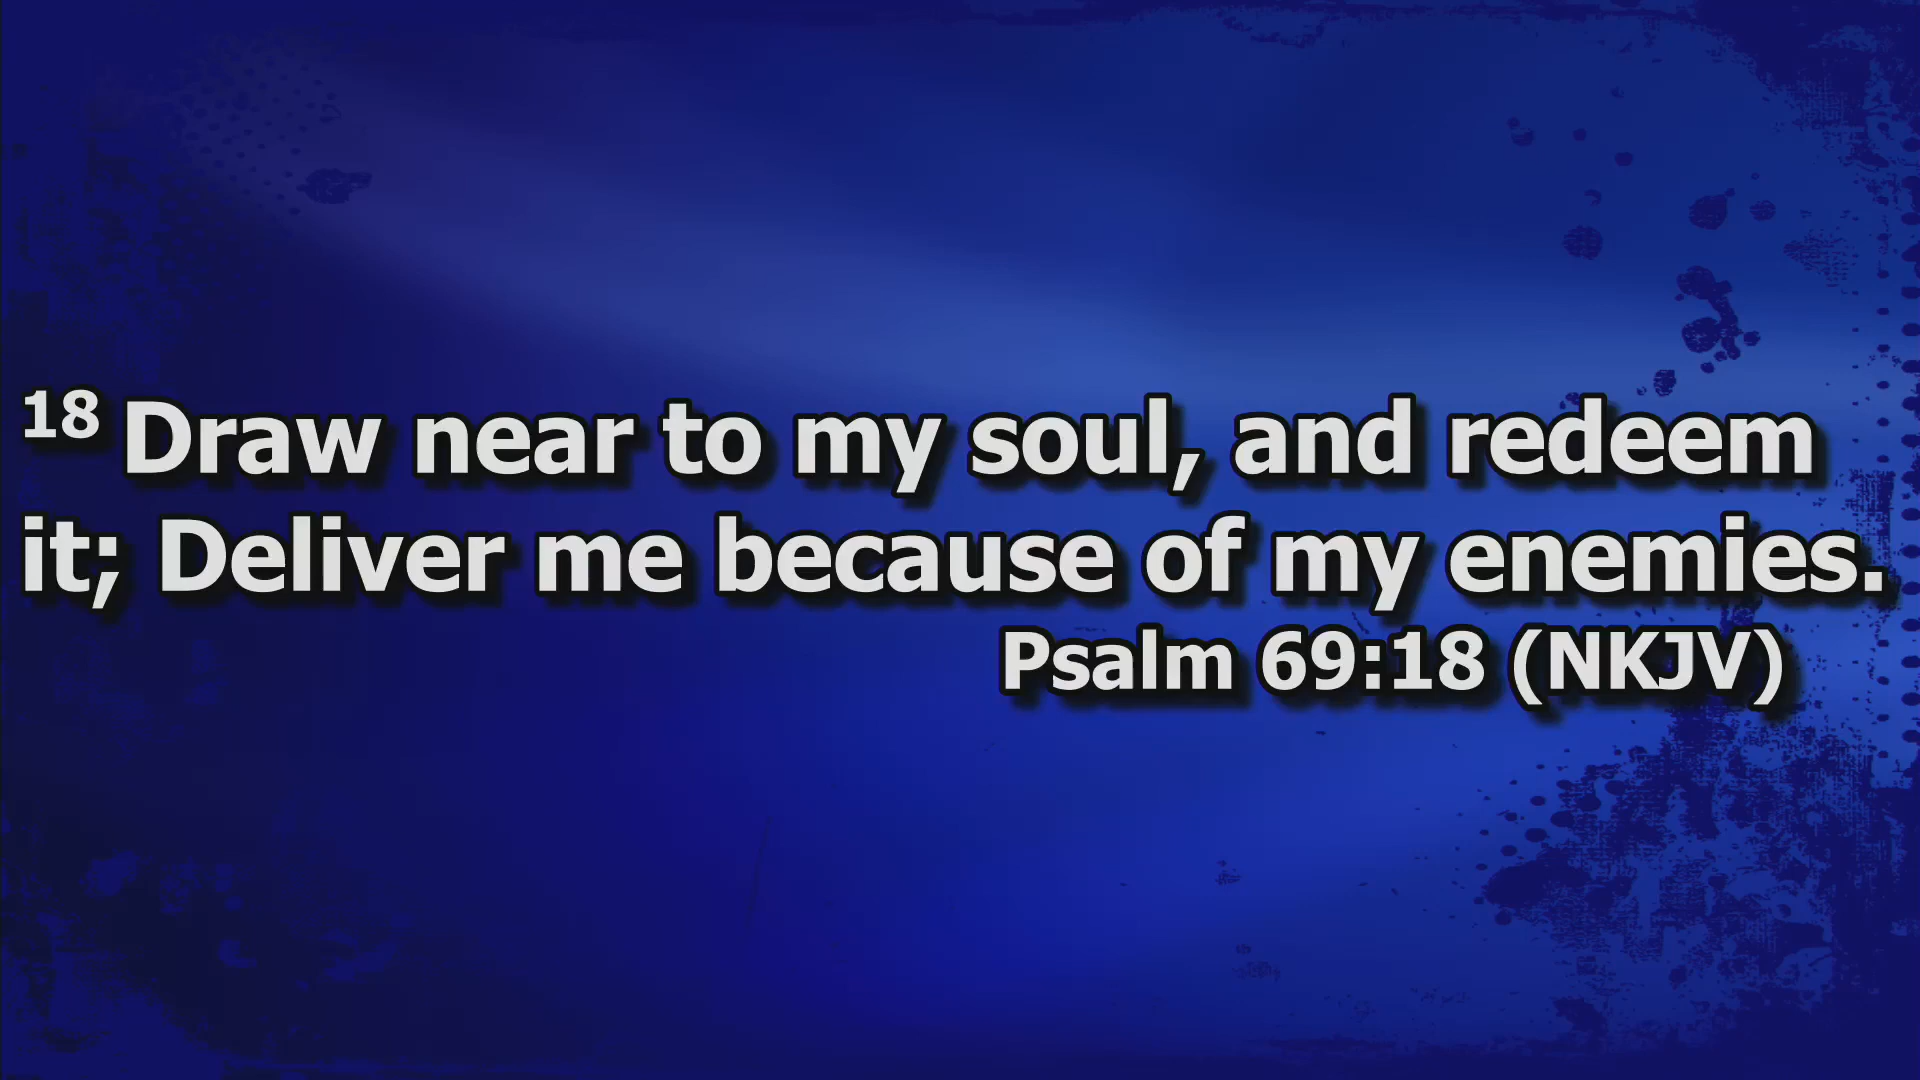 18 Draw near to my soul, and redeem
it; Deliver me because of my enemies.
Psalm 69:18 (NKJV)